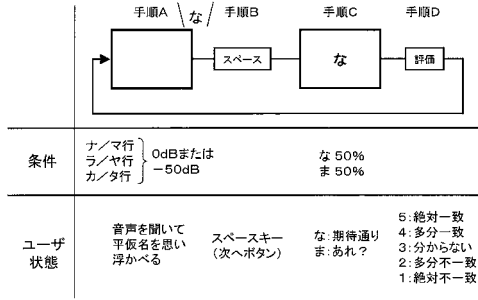 手順A
な
手順B
手順C
手順D
スペース
な
評価
条件
ナ／マ行
ラ／ヤ行
カ／タ行
0dBまたは
−50dB
な 50%
ま 50%
ユーザ
状態
音声を聞いて
平仮名を思い
浮かべる
スペースキー
(次へボタン)
な：期待通り
ま：あれ？
5：絶対一致
4：多分一致
3：分からない
2：多分不一致
1：絶対不一致